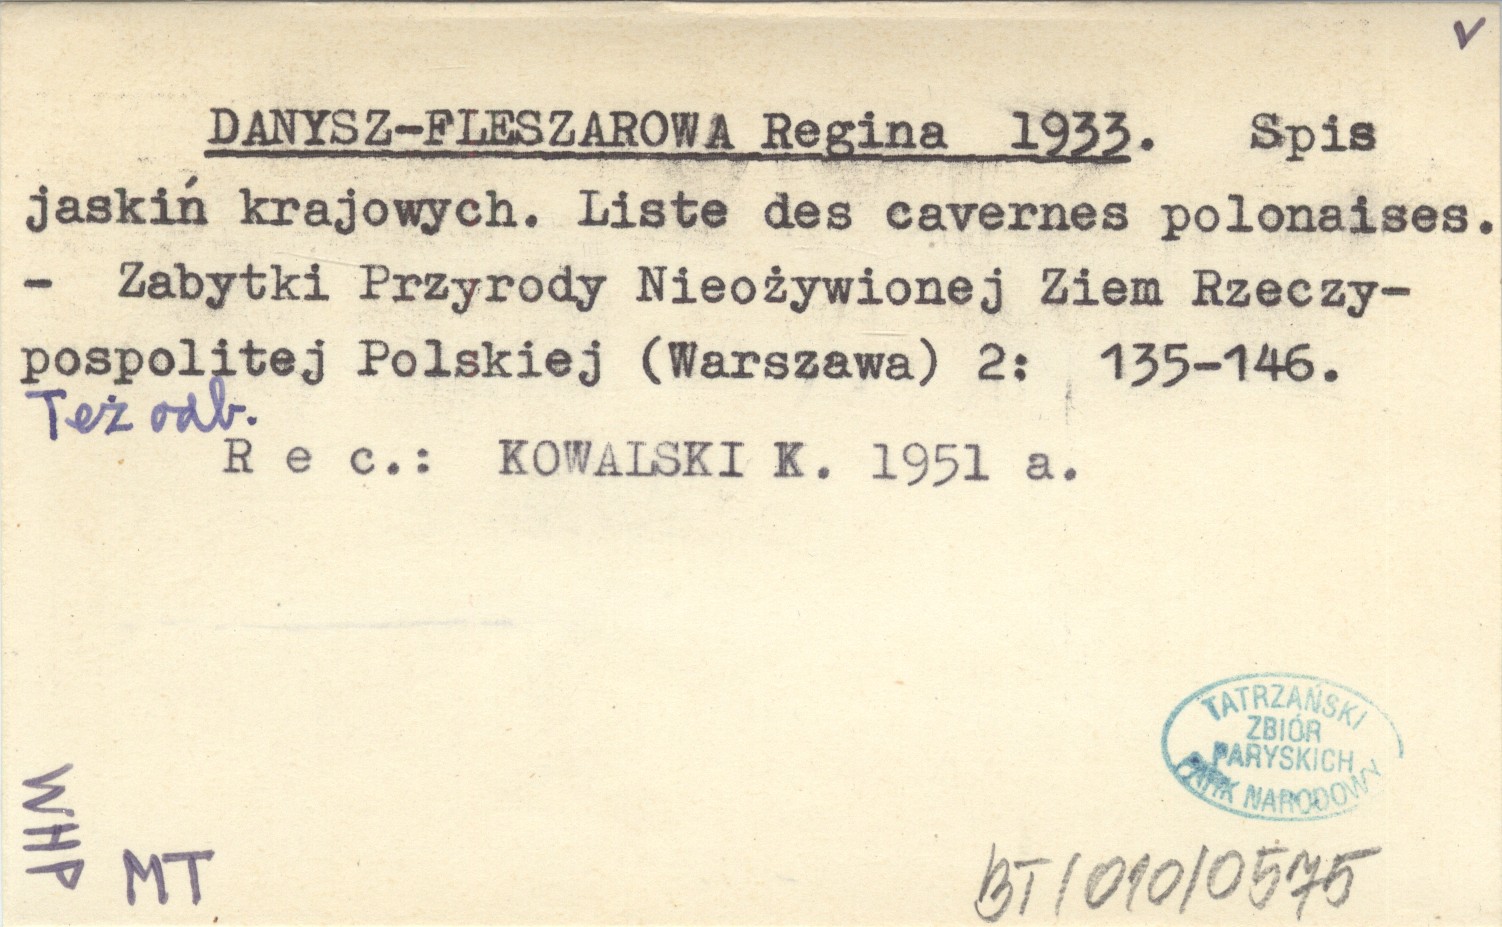 ✓
DANYSZ-FLESZAROWA Regina 1933. Spis
jaskiń krajowych. Liste des cavernes polonaises.
- Zabytki Przyrody Nieożywionej Ziem Rzeczy-
pospolitej Polskiej (Warszawa) 2: 135-146.
Też odb.
R e c.: KOWALSKI K. 1951 a.
TATRZAŃSKI
ZBIÓR
PARYSKICH
PARK NARODOWY
WHP
MT
BT/010/0575